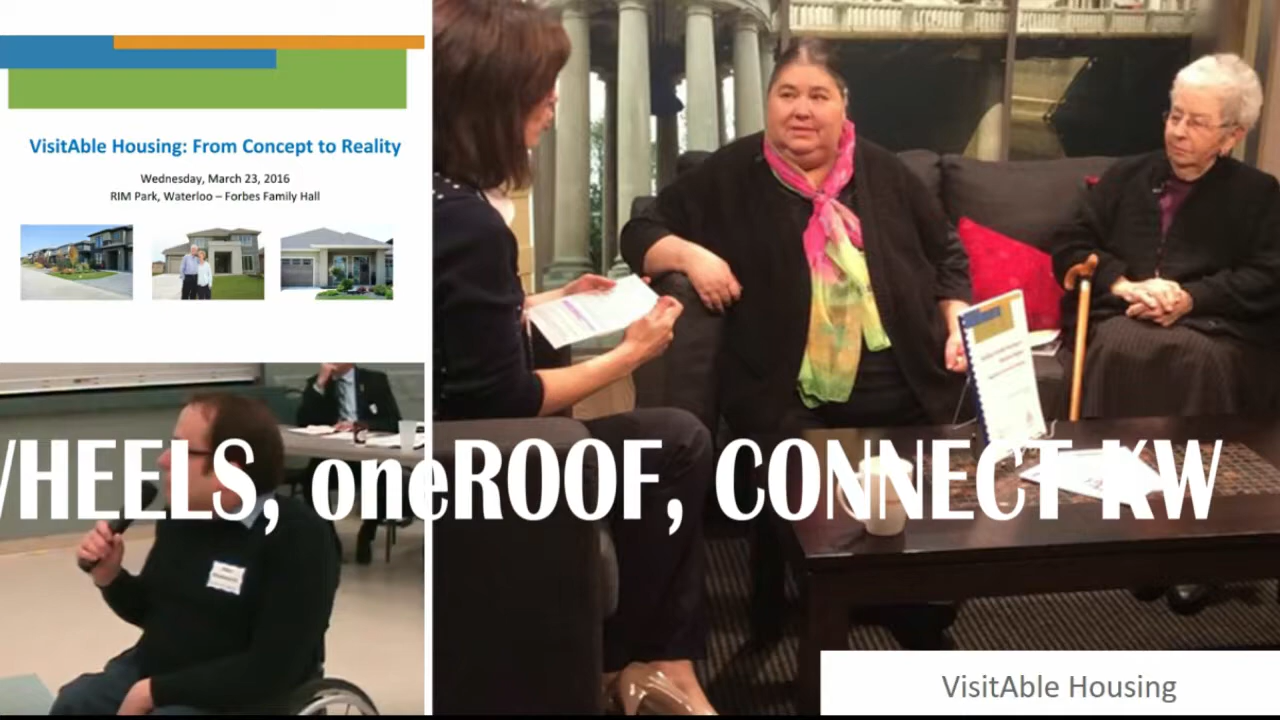 VisitAble Housing: From Concept to Reality
Wednesday, March 23, 2016
RIM Park, Waterloo – Forbes Family Hall
HEELS, oneROOF, CONNECT KW
VisitAble Housing